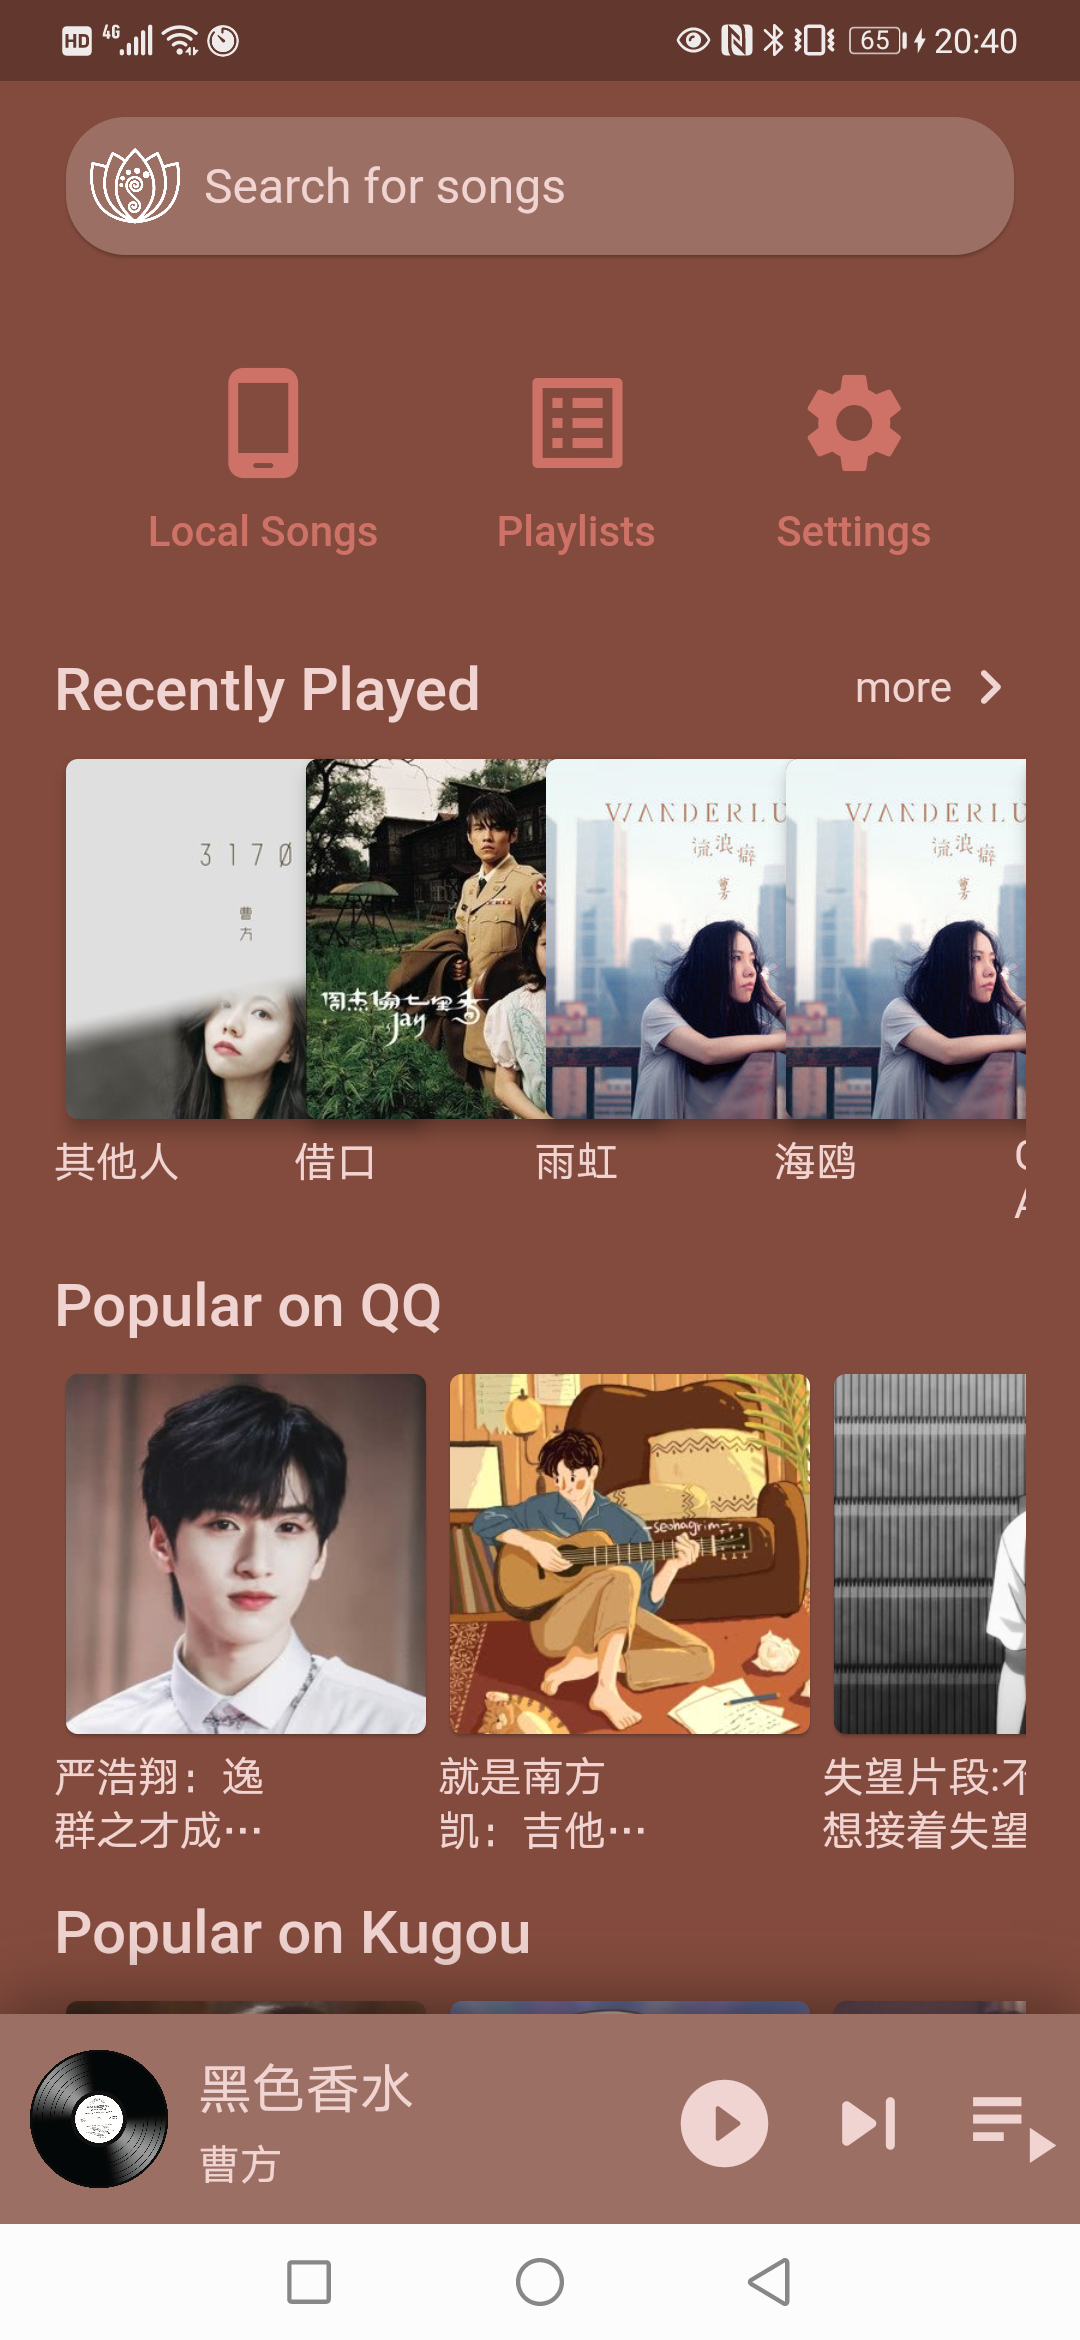 HD 4G 65 20:40
Search for songs
Local Songs
Playlists
Settings
Recently Played
more
3170
曹方
周杰倫七里香
Jay
WANDERLU
流浪癖
曹方
WANDERLU
流浪癖
曹方
其他人
借口
雨虹
海鸥
Popular on QQ
seohagrim
严浩翔：逸
群之才成…
就是南方
凯：吉他…
失望片段:不
想接着失望
Popular on Kugou
黑色香水
曹方